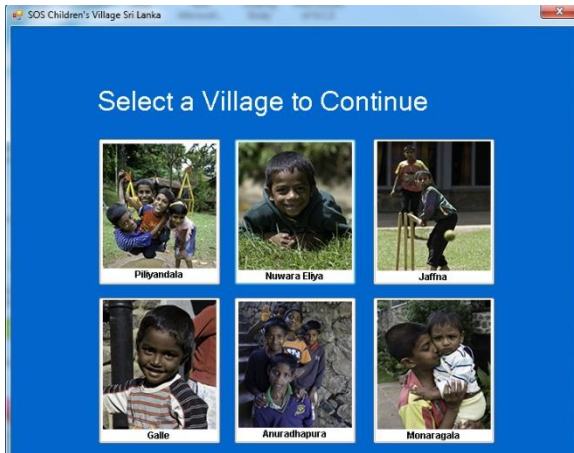 SOS Children's Village Sri Lanka
Select a Village to Continue
Piliyandala
Nuwara Eliya
Jaffna
Galle
Anuradhapura
Monaragala